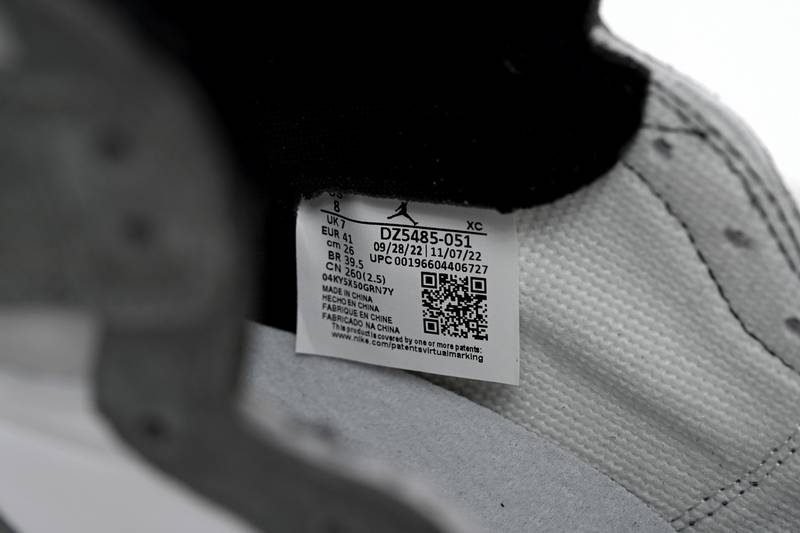 US
8
UK 7
EUR 41
cm 26
BR 39.5
CN 260(2.5)
04KY5X50GRN7Y
XC
DZ5485-051
09/28/22 | 11/07/22
UPC 00196604406727
MADE IN CHINA
HECHO EN CHINA
FABRIQUE EN CHINE
FABRICADO NA CHINA
This product is covered by one or more patents:
www.nike.com/patentsvirtualmarking